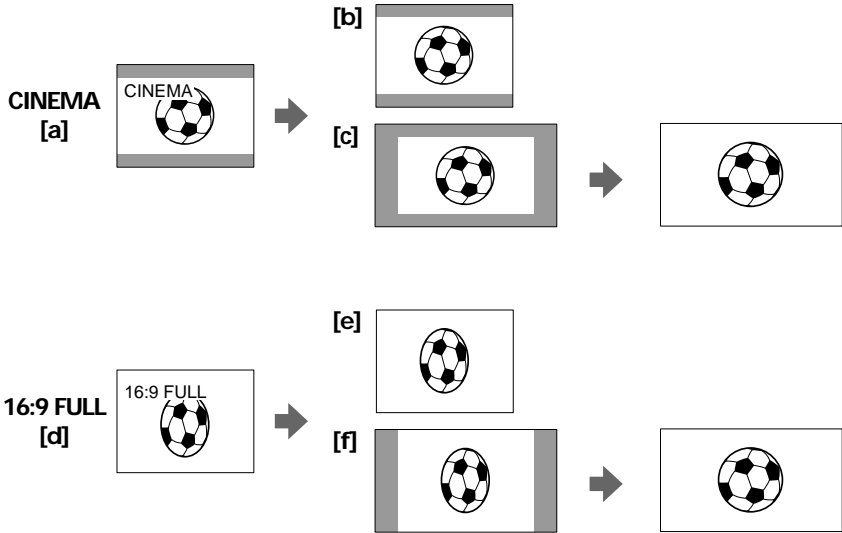 [b]
CINEMA
[a]
CINEMA
[c]
[e]
16:9 FULL
[d]
16:9 FULL
[f]